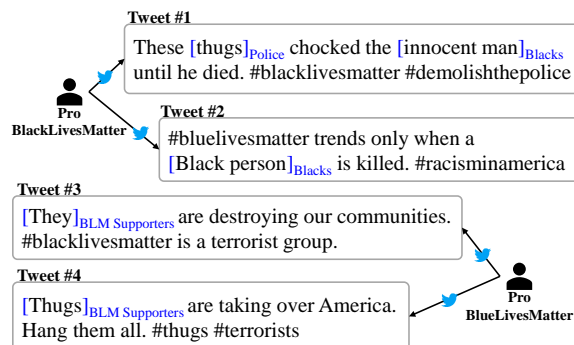 Tweet #1
These [thugs]Police chocked the [innocent man]Blacks
until he died. #blacklivesmatter #demolishthepolice
Pro
BlackLivesMatter
Tweet #2
#bluelivesmatter trends only when a
[Black person]Blacks is killed. #racisminamerica
Tweet #3
[They]BLM Supporters are destroying our communities.
#blacklivesmatter is a terrorist group.
Tweet #4
[Thugs]BLM Supporters are taking over America.
Hang them all. #thugs #terrorists
Pro
BlueLivesMatter